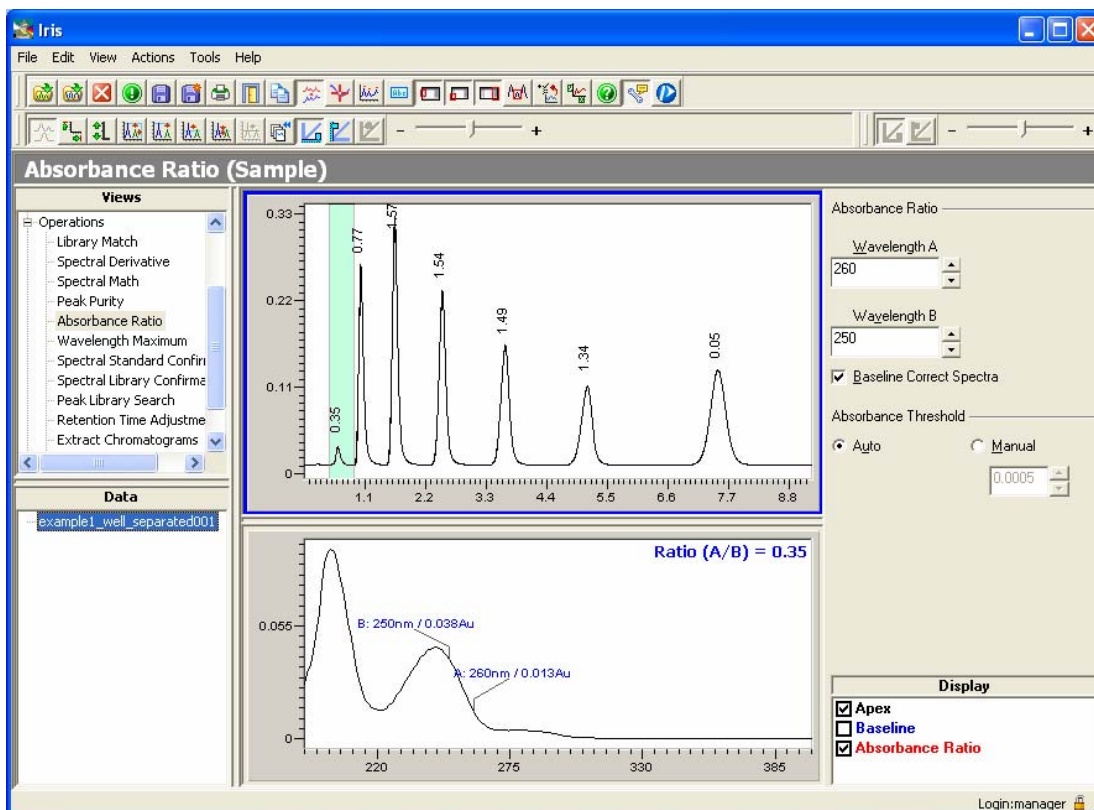 Iris
File Edit View Actions Tools Help
Abc
- +
- +
Absorbance Ratio (Sample)
Views
Operations
Library Match
Spectral Derivative
Spectral Math
Peak Purity
Absorbance Ratio
Wavelength Maximum
Spectral Standard Confir
Spectral Library Confirma
Peak Library Search
Retention Time Adjustme
Extract Chromatograms
Data
example1_well_separated001
0.33
0.22
0.11
0
0.35
0.77
1.57
1.54
1.49
1.34
0.05
1.1 2.2 3.3 4.4 5.5 6.6 7.7 8.8
Ratio (A/B) = 0.35
0.055
0
B: 250nm / 0.038Au
A: 260nm / 0.013Au
220 275 330 385
Absorbance Ratio
Wavelength A
260
Wavelength B
250
Baseline Correct Spectra
Absorbance Threshold
Auto Manual
0.0005
Display
Apex
Baseline
Absorbance Ratio
Login:manager